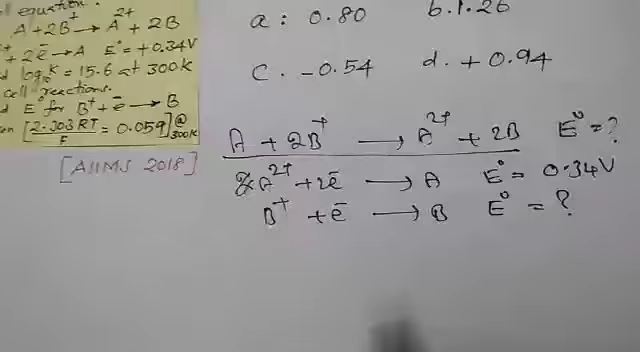 equation.
A + 2B⁺ → A²⁺ + 2B
+ 2ē → A E° = +0.34V
log₁₀K = 15.6 at 300K
cell reactions.
E° for B⁺ + ē → B
[2.303RT/F = 0.059]@300K
[AIIMS 2018]
a : 0.80 b. 1.26
c. -0.54 d. + 0.94
A + 2B⁺ → A²⁺ + 2B E° = ?
A²⁺ + 2ē → A E° = 0.34V
B⁺ + ē → B E° = ?